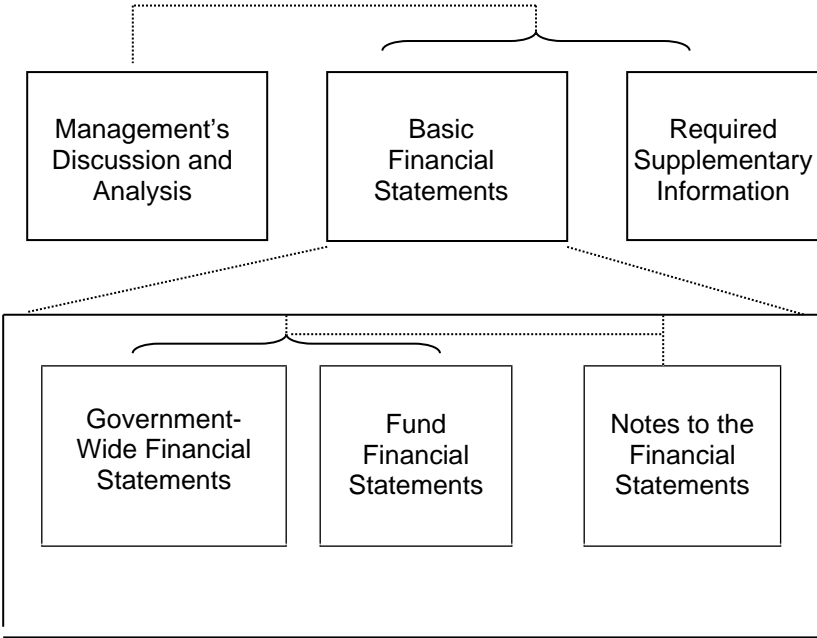 Management’s
Discussion and
Analysis
Basic
Financial
Statements
Required
Supplementary
Information
Government-
Wide Financial
Statements
Fund
Financial
Statements
Notes to the
Financial
Statements